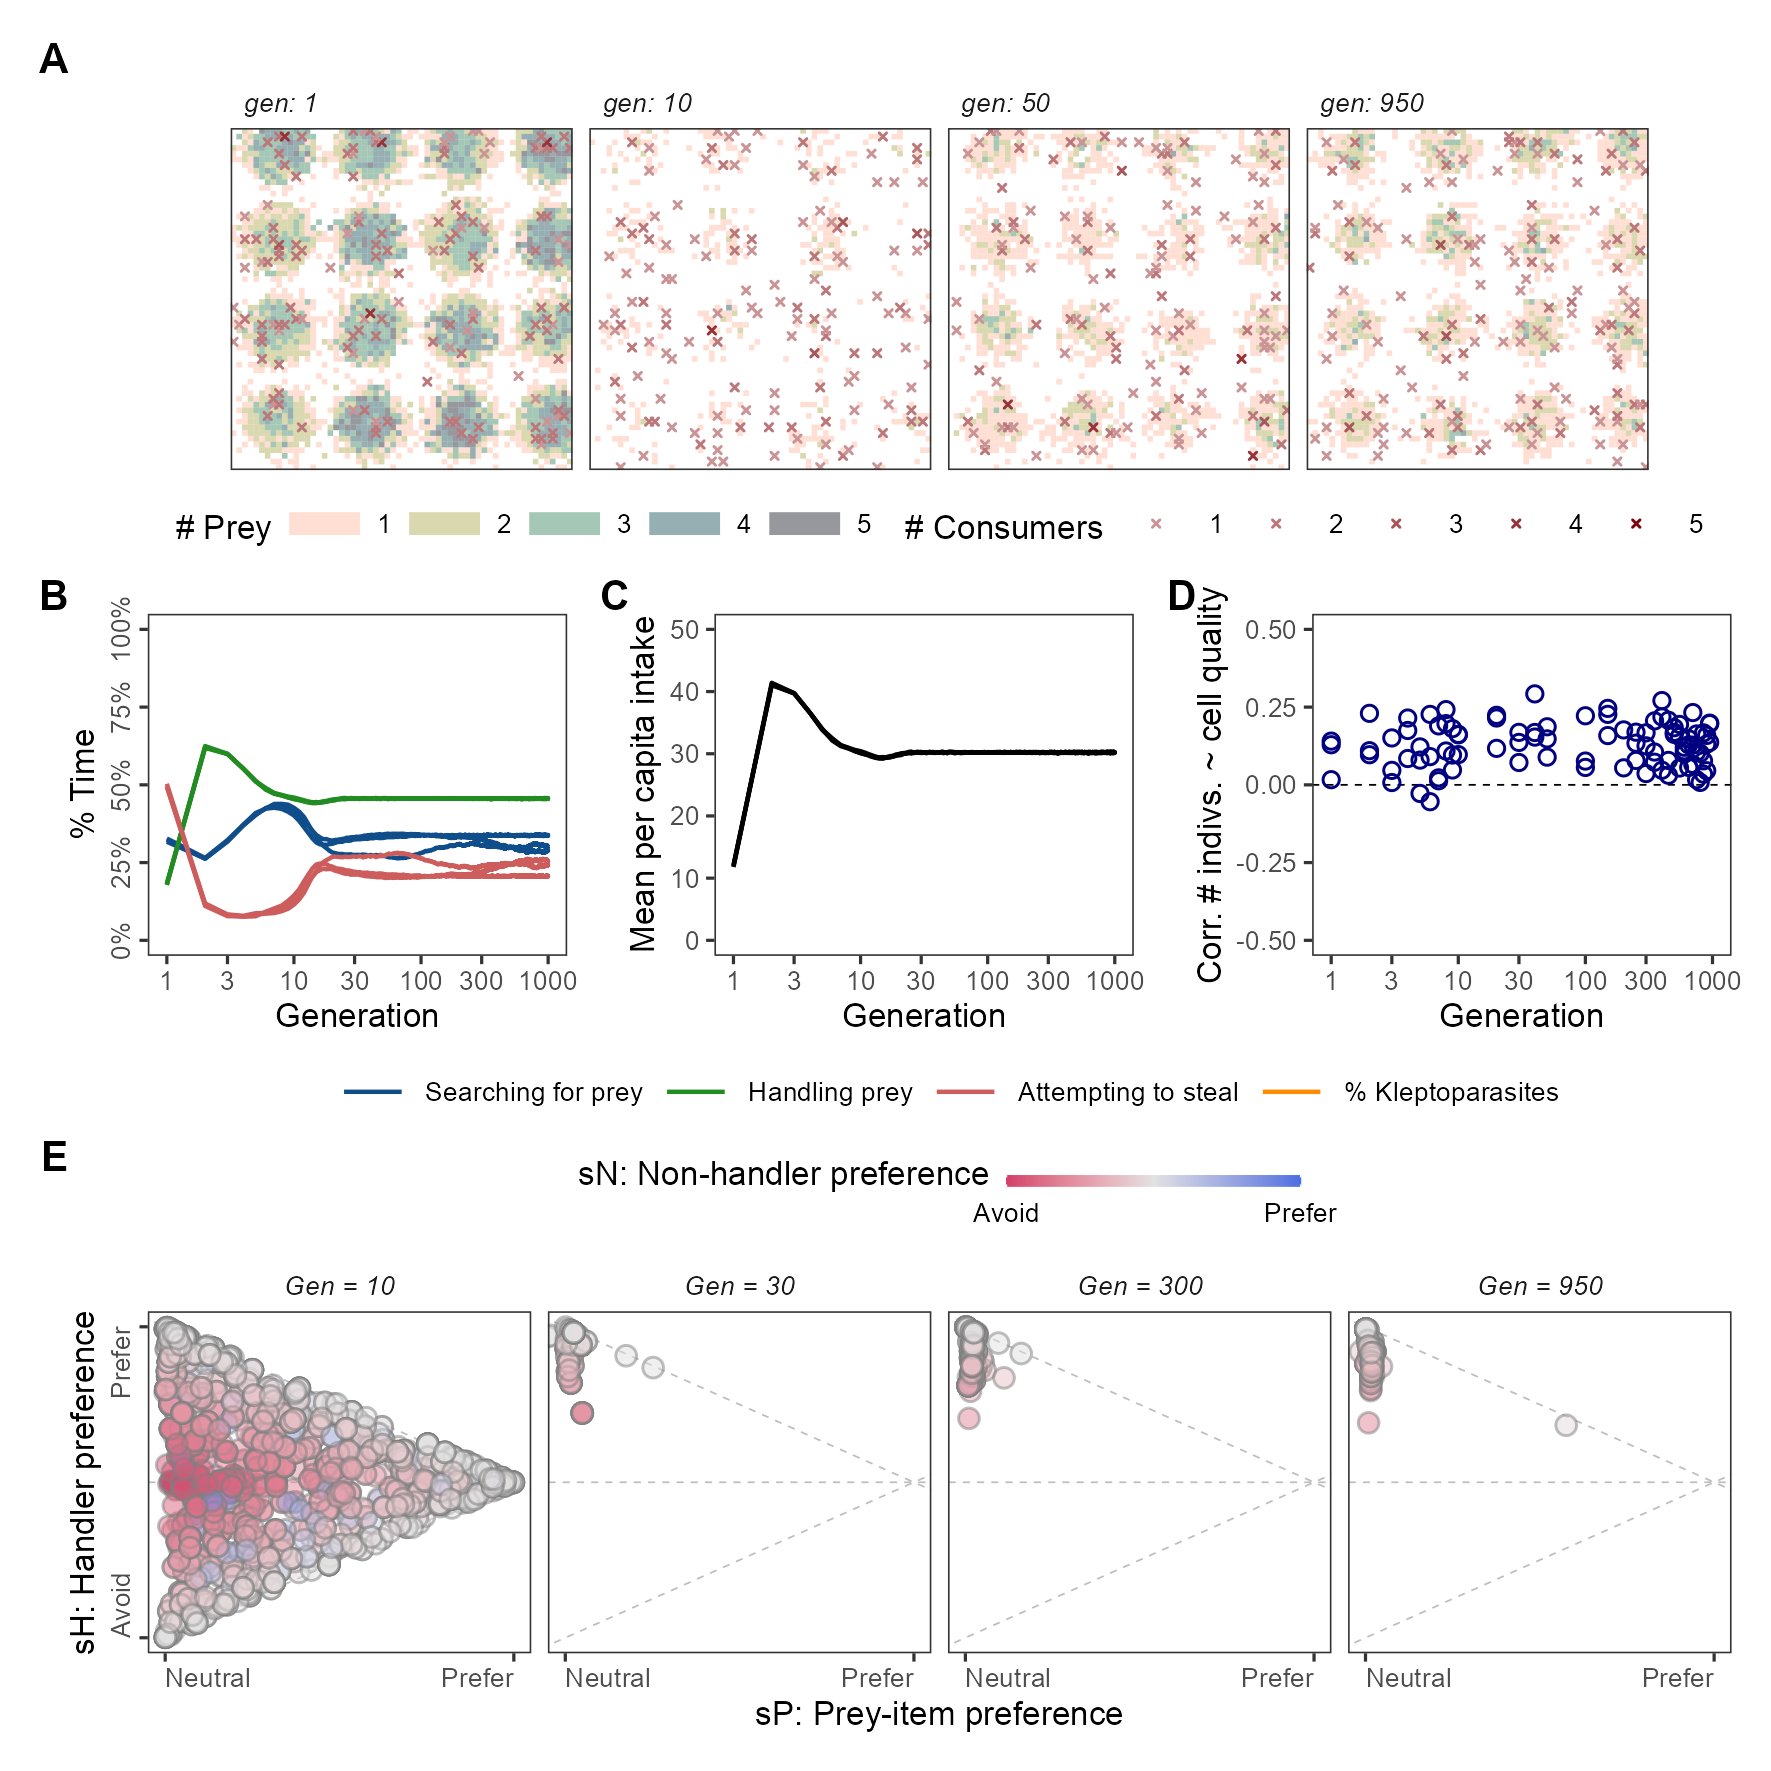 A
gen: 1
gen: 10
gen: 50
gen: 950
# Prey 1 2 3 4 5 # Consumers 1 2 3 4 5
B
% Time
100%
75%
50%
25%
0%
1 3 10 30 100 300 1000
Generation
C
Mean per capita intake
50
40
30
20
10
0
1 3 10 30 100 300 1000
Generation
D
Corr. # indivs. ~ cell quality
0.50
0.25
0.00
-0.25
-0.50
1 3 10 30 100 300 1000
Generation
Searching for prey Handling prey Attempting to steal % Kleptoparasites
E
sN: Non-handler preference
Avoid Prefer
Gen = 10
Gen = 30
Gen = 300
Gen = 950
sH: Handler preference
Prefer
Avoid
Neutral Prefer
Neutral Prefer
Neutral Prefer
Neutral Prefer
sP: Prey-item preference